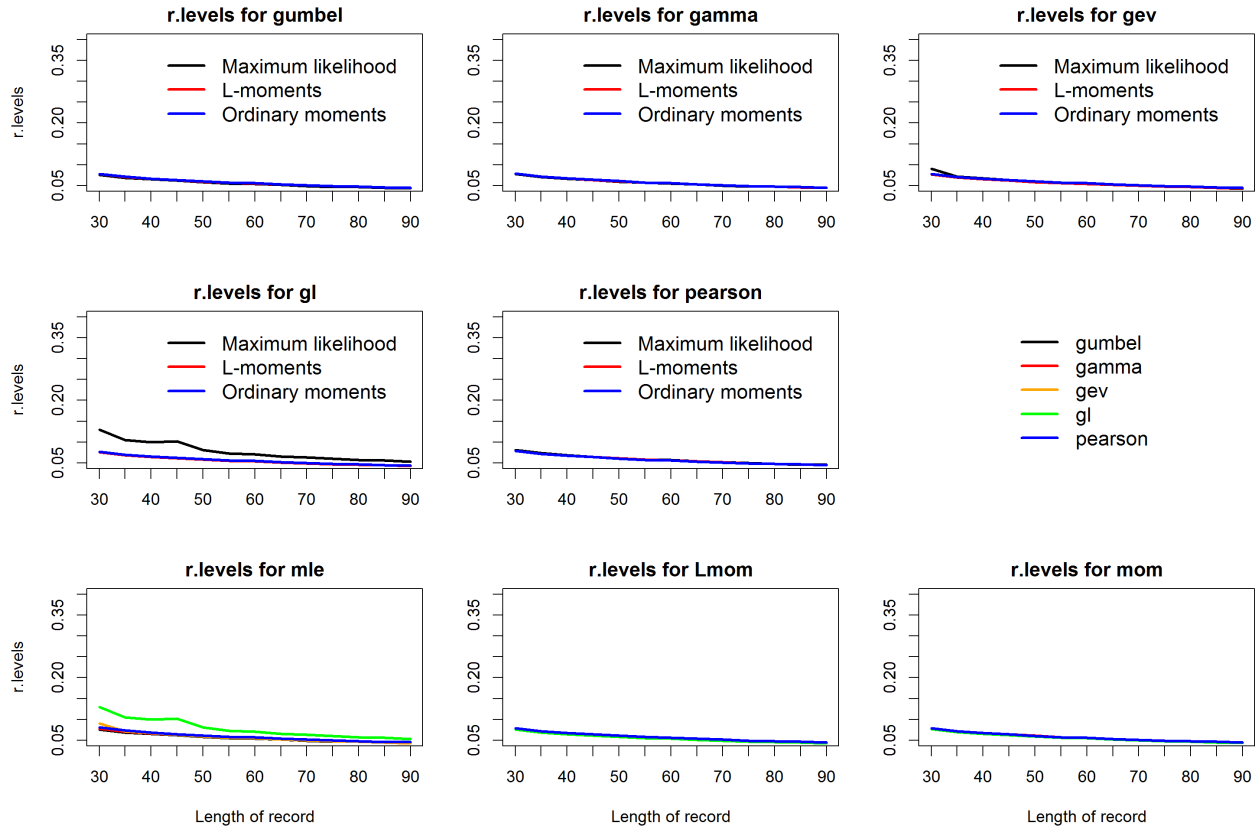 r.levels for gumbel
r.levels
0.05 0.20 0.35
Maximum likelihood
L-moments
Ordinary moments
30 40 50 60 70 80 90
r.levels for gamma
0.05 0.20 0.35
Maximum likelihood
L-moments
Ordinary moments
30 40 50 60 70 80 90
r.levels for gev
0.05 0.20 0.35
Maximum likelihood
L-moments
Ordinary moments
30 40 50 60 70 80 90
r.levels for gl
r.levels
0.05 0.20 0.35
Maximum likelihood
L-moments
Ordinary moments
30 40 50 60 70 80 90
r.levels for pearson
0.05 0.20 0.35
Maximum likelihood
L-moments
Ordinary moments
30 40 50 60 70 80 90
gumbel
gamma
gev
gl
pearson
r.levels for mle
r.levels
0.05 0.20 0.35
30 40 50 60 70 80 90
Length of record
r.levels for Lmom
0.05 0.20 0.35
30 40 50 60 70 80 90
Length of record
r.levels for mom
0.05 0.20 0.35
30 40 50 60 70 80 90
Length of record